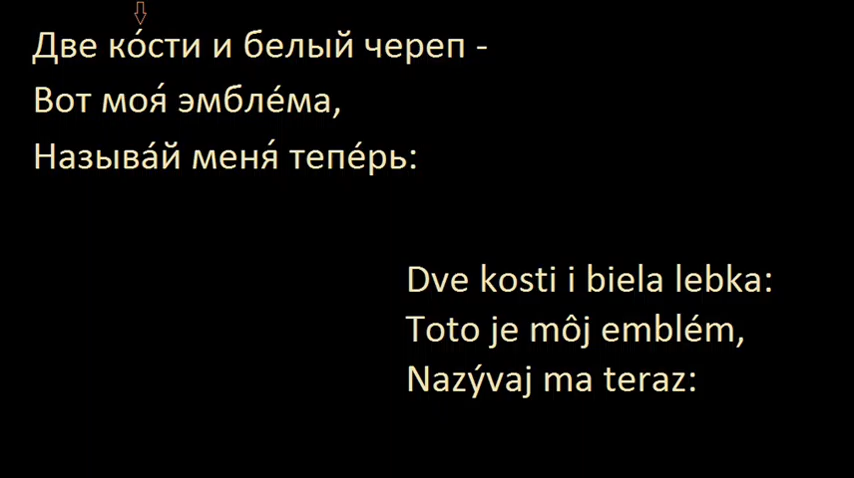 Две ко́сти и белый череп -
Вот моя́ эмбле́ма,
Называ́й меня́ тепе́рь:
Dve kosti i biela lebka:
Toto je môj emblém,
Nazývaj ma teraz: